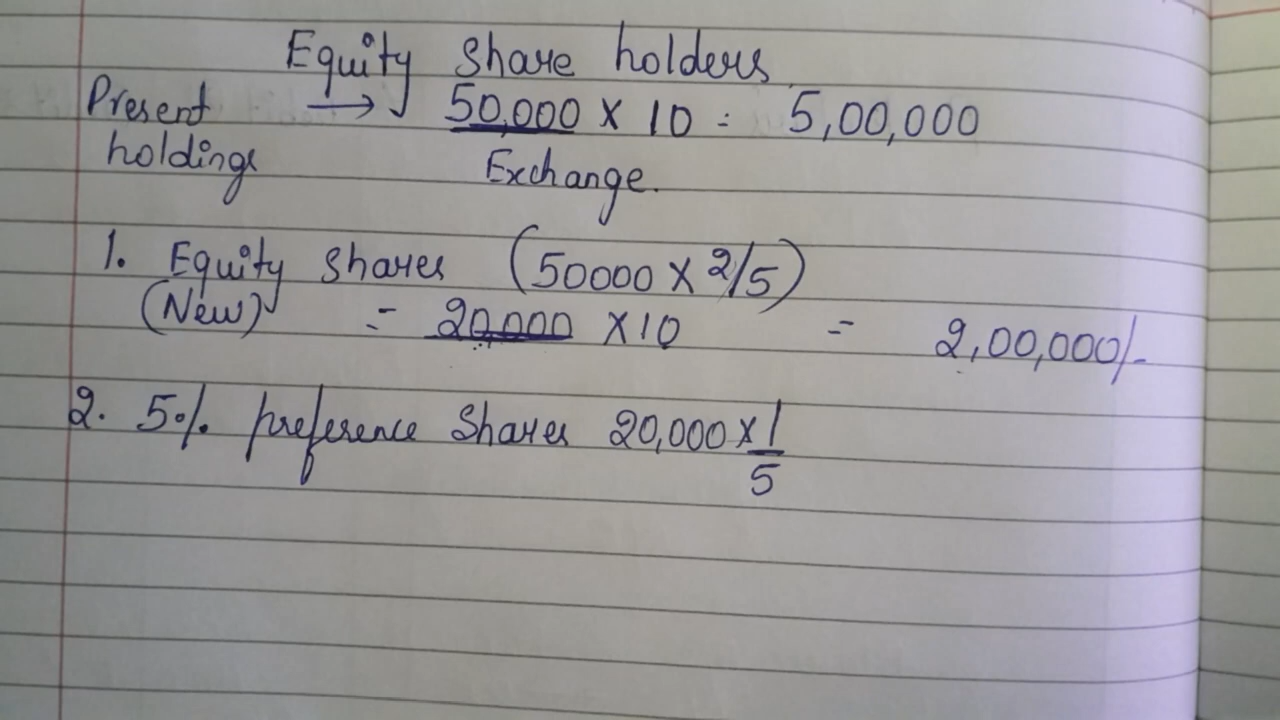 Equity Share holders
Present → 50,000 × 10 = 5,00,000
holdings Exchange.
1. Equity shares (50000 × 2/5)
(New) = 20,000 ×10 = 2,00,000/-
2. 5% preference Shares 20,000 × 1/5